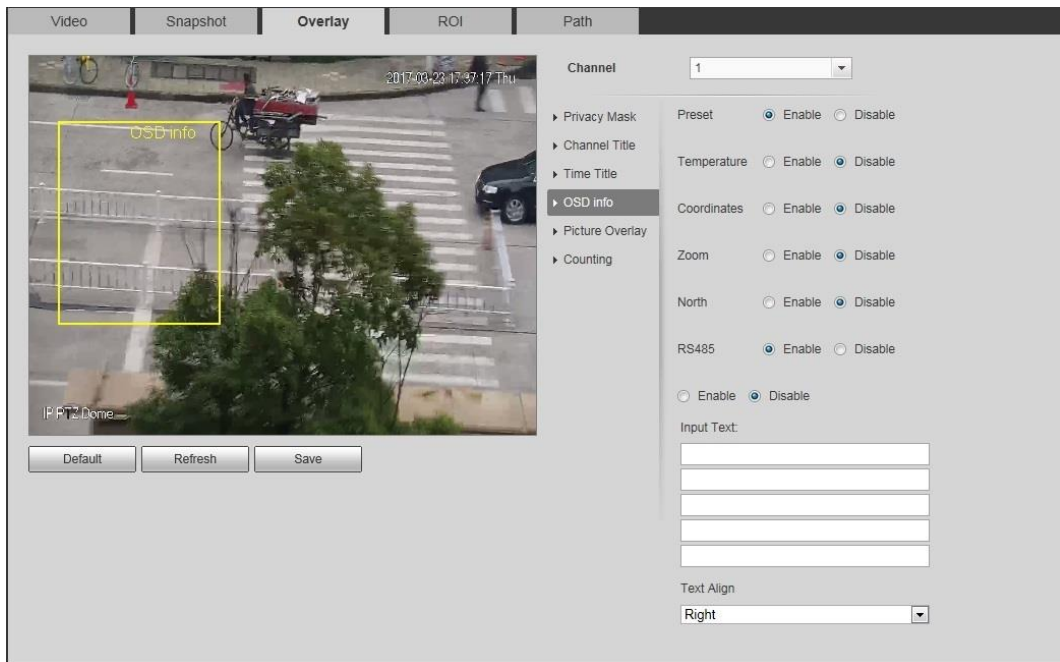 Video Snapshot Overlay ROI Path
2017-03-23 17:37:17 Thu
OSD info
IP PTZ Dome
Default Refresh Save
Channel 1
Privacy Mask
Channel Title
Time Title
OSD info
Picture Overlay
Counting
Preset Enable Disable
Temperature Enable Disable
Coordinates Enable Disable
Zoom Enable Disable
North Enable Disable
RS485 Enable Disable
Enable Disable
Input Text:
Text Align
Right